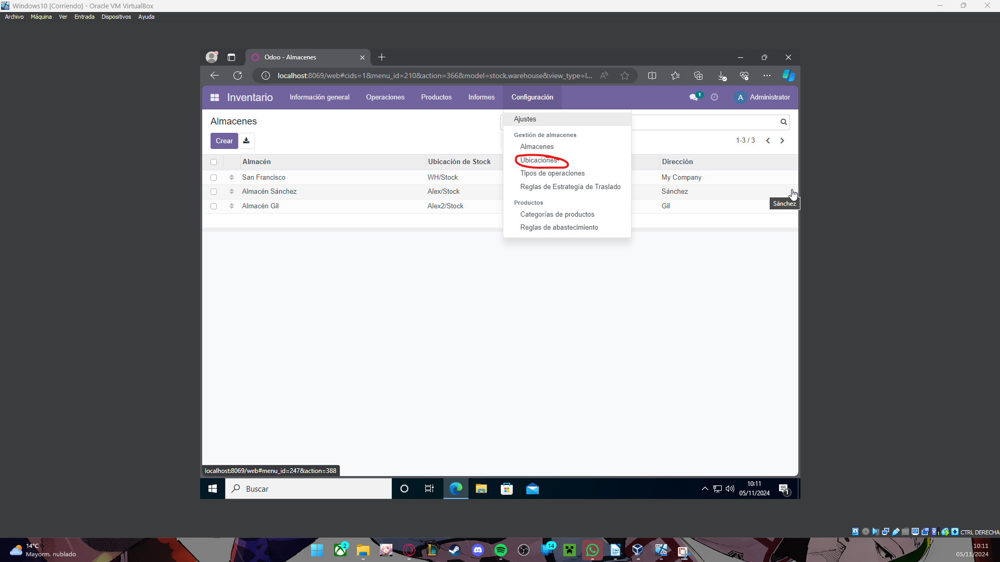 Windows10 [Corriendo] - Oracle VM VirtualBox
Archivo Máquina Ver Entrada Dispositivos Ayuda
Odoo - Almacenes
localhost:8069/web#cids=1&menu_id=210&action=366&model=stock.warehouse&view_type=l...
Inventario Información general Operaciones Productos Informes Configuración 1 A Administrator
Almacenes
Crear
1-3 / 3
Ajustes
Gestión de almacenes
Almacenes
Ubicaciones
Tipos de operaciones
Reglas de Estrategía de Traslado
Productos
Categorías de productos
Reglas de abastecimiento
Almacén Ubicación de Stock Dirección
San Francisco WH/Stock My Company
Almacén Sánchez Alex/Stock Sánchez
Almacén Gil Alex2/Stock Gil
Sánchez
localhost:8069/web#menu_id=247&action=388
Buscar
10:11
05/11/2024
1
CTRL DERECHA
14°C
Mayorm. nublado
2
14
10:11
05/11/2024